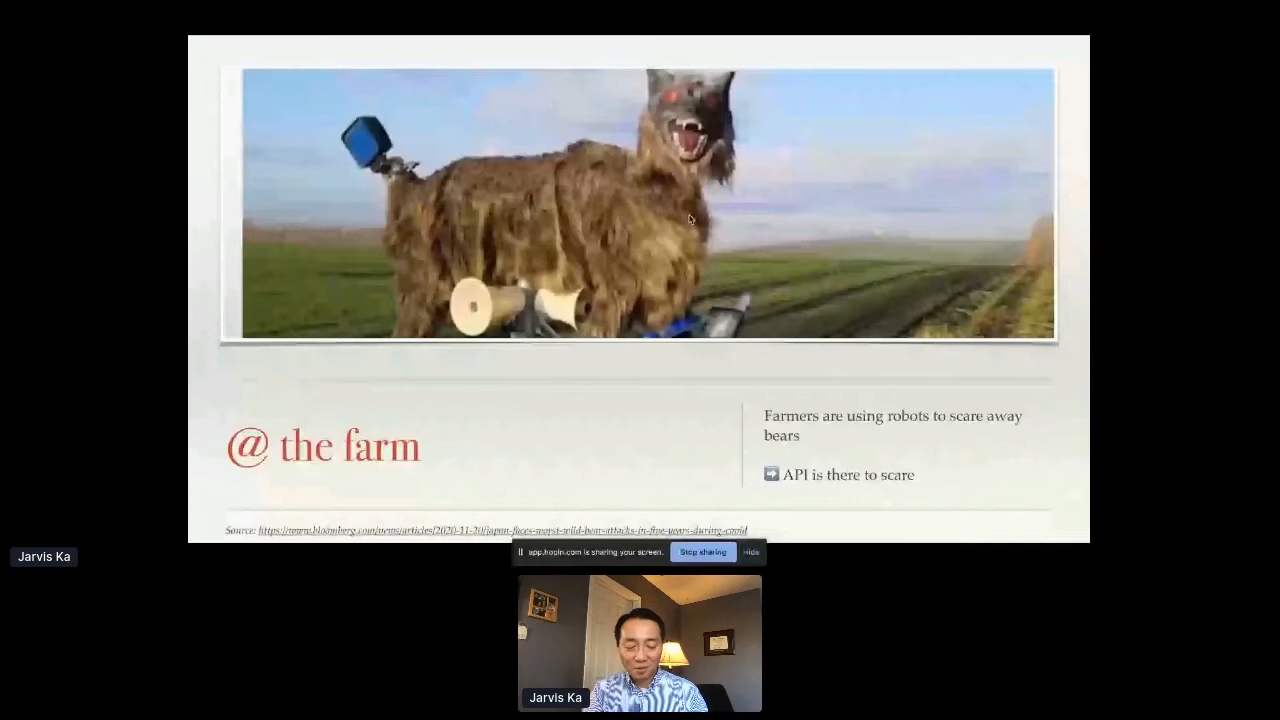 @ the farm
Farmers are using robots to scare away
bears
➡️ API is there to scare
Source: https://www.bloomberg.com/news/articles/2020-11-20/japan-faces-worst-wild-bear-attacks-in-five-years-during-covid
app.hopin.com is sharing your screen.
Stop sharing
Hide
Jarvis Ka
Jarvis Ka